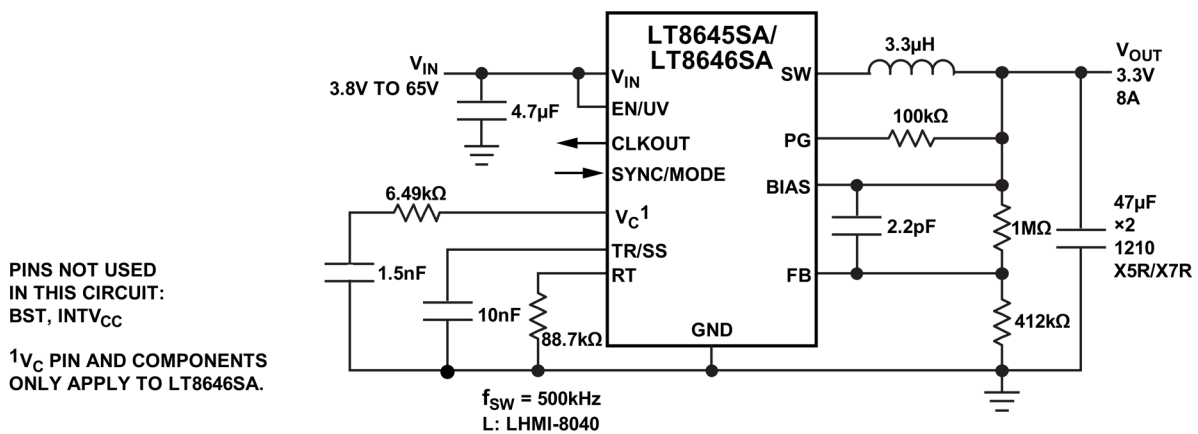 LT8645SA/
LT8646SA
V_IN
3.8V TO 65V
4.7µF
V_IN
EN/UV
CLKOUT
SYNC/MODE
V_C¹
TR/SS
RT
GND
SW
PG
BIAS
FB
3.3µH
V_OUT
3.3V
8A
100kΩ
2.2pF
1MΩ
47µF
×2
1210
X5R/X7R
412kΩ
6.49kΩ
1.5nF
10nF
88.7kΩ
f_SW = 500kHz
L: LHMI-8040
PINS NOT USED
IN THIS CIRCUIT:
BST, INTV_CC
¹V_C PIN AND COMPONENTS
ONLY APPLY TO LT8646SA.